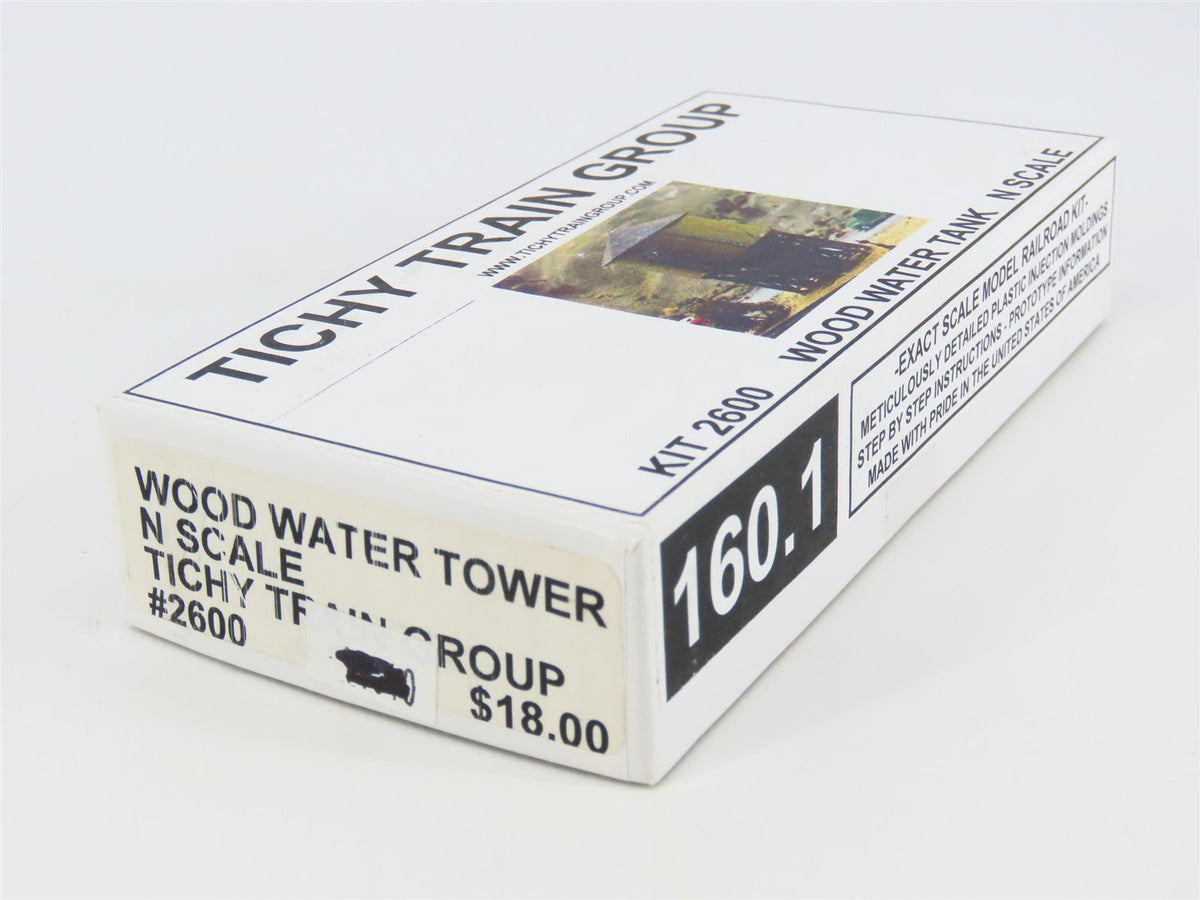 TICHY TRAIN GROUP
WWW.TICHYTRAINGROUP.COM
KIT 2600 WOOD WATER TANK N SCALE
160.1
-EXACT SCALE MODEL RAILROAD KIT-
METICULOUSLY DETAILED PLASTIC INJECTION MOLDINGS
STEP BY STEP INSTRUCTIONS - PROTOTYPE INFORMATION
MADE WITH PRIDE IN THE UNITED STATES OF AMERICA
WOOD WATER TOWER
N SCALE
TICHY TRAIN GROUP
#2600
$18.00